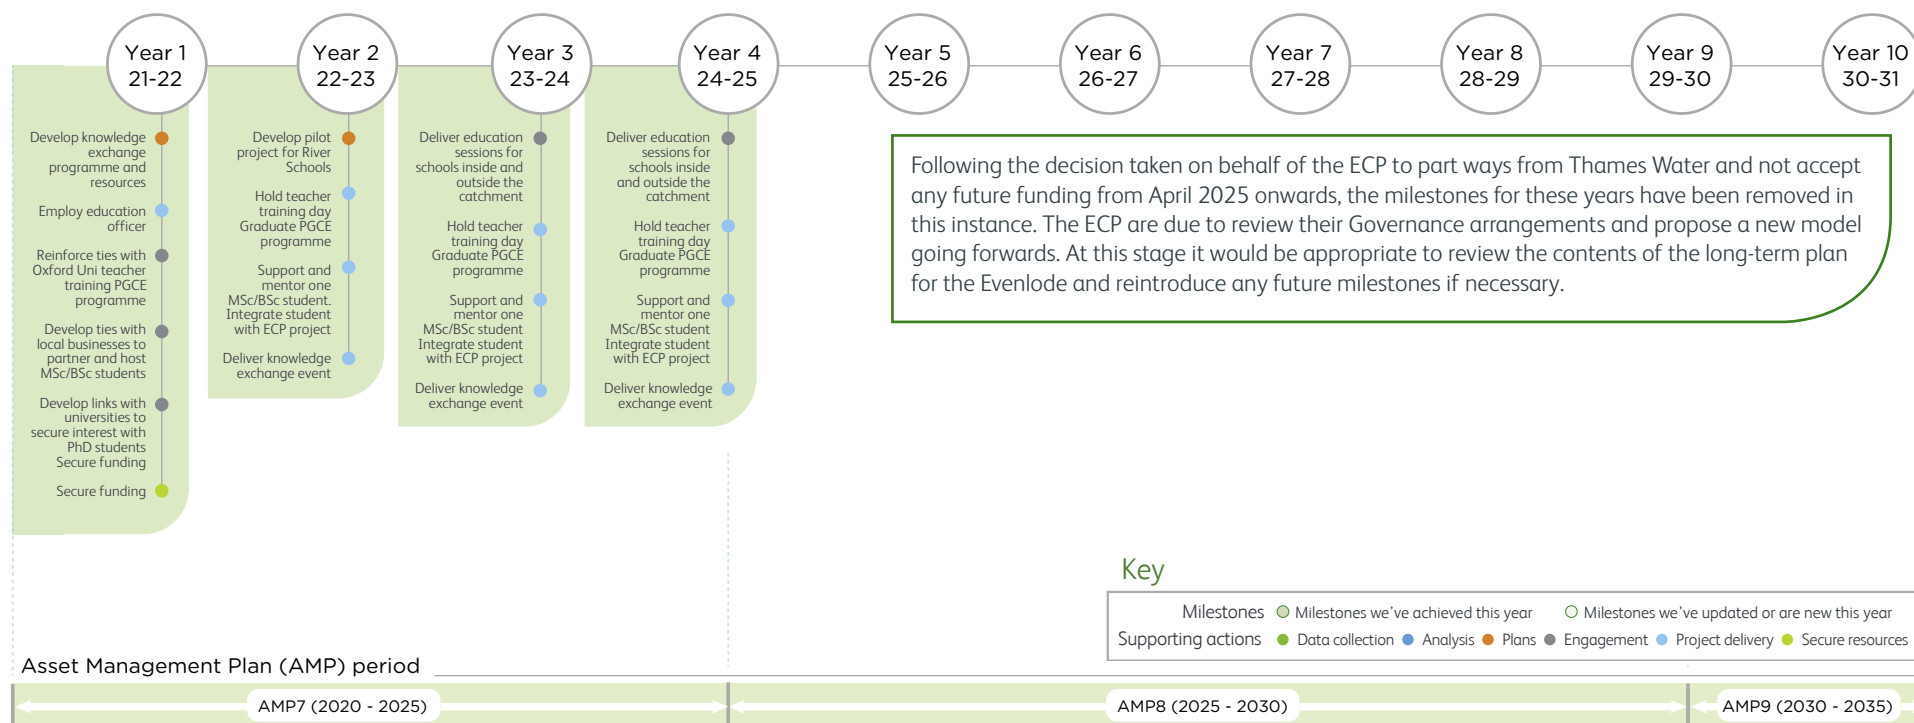 Year 1
21-22
Year 2
22-23
Year 3
23-24
Year 4
24-25
Year 5
25-26
Year 6
26-27
Year 7
27-28
Year 8
28-29
Year 9
29-30
Year 10
30-31
Develop knowledge
exchange
programme and
resources
Employ education
officer
Reinforce ties with
Oxford Uni teacher
training PGCE
programme
Develop ties with
local businesses to
partner and host
MSc/BSc students
Develop links with
universities to
secure interest with
PhD students
Secure funding
Secure funding
Develop pilot
project for River
Schools
Hold teacher
training day
Graduate PGCE
programme
Support and
mentor one
MSc/BSc student.
Integrate student
with ECP project
Deliver knowledge
exchange event
Deliver education
sessions for
schools inside and
outside the
catchment
Hold teacher
training day
Graduate PGCE
programme
Support and
mentor one
MSc/BSc student
Integrate student
with ECP project
Deliver knowledge
exchange event
Deliver education
sessions for
schools inside
and outside the
catchment
Hold teacher
training day
Graduate PGCE
programme
Support and
mentor one
MSc/BSc student
Integrate student
with ECP project
Deliver knowledge
exchange event
Following the decision taken on behalf of the ECP to part ways from Thames Water and not accept
any future funding from April 2025 onwards, the milestones for these years have been removed in
this instance. The ECP are due to review their Governance arrangements and propose a new model
going forwards. At this stage it would be appropriate to review the contents of the long-term plan
for the Evenlode and reintroduce any future milestones if necessary.
Key
Milestones Milestones we've achieved this year Milestones we've updated or are new this year
Supporting actions Data collection Analysis Plans Engagement Project delivery Secure resources
Asset Management Plan (AMP) period
AMP7 (2020 - 2025)
AMP8 (2025 - 2030)
AMP9 (2030 - 2035)